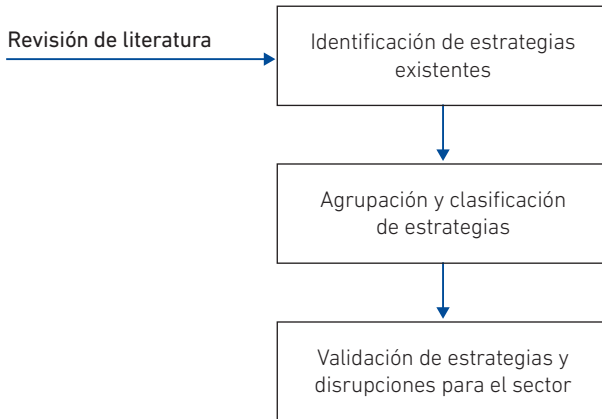 Revisión de literatura
Identificación de estrategias
existentes
Agrupación y clasificación
de estrategias
Validación de estrategias y
disrupciones para el sector